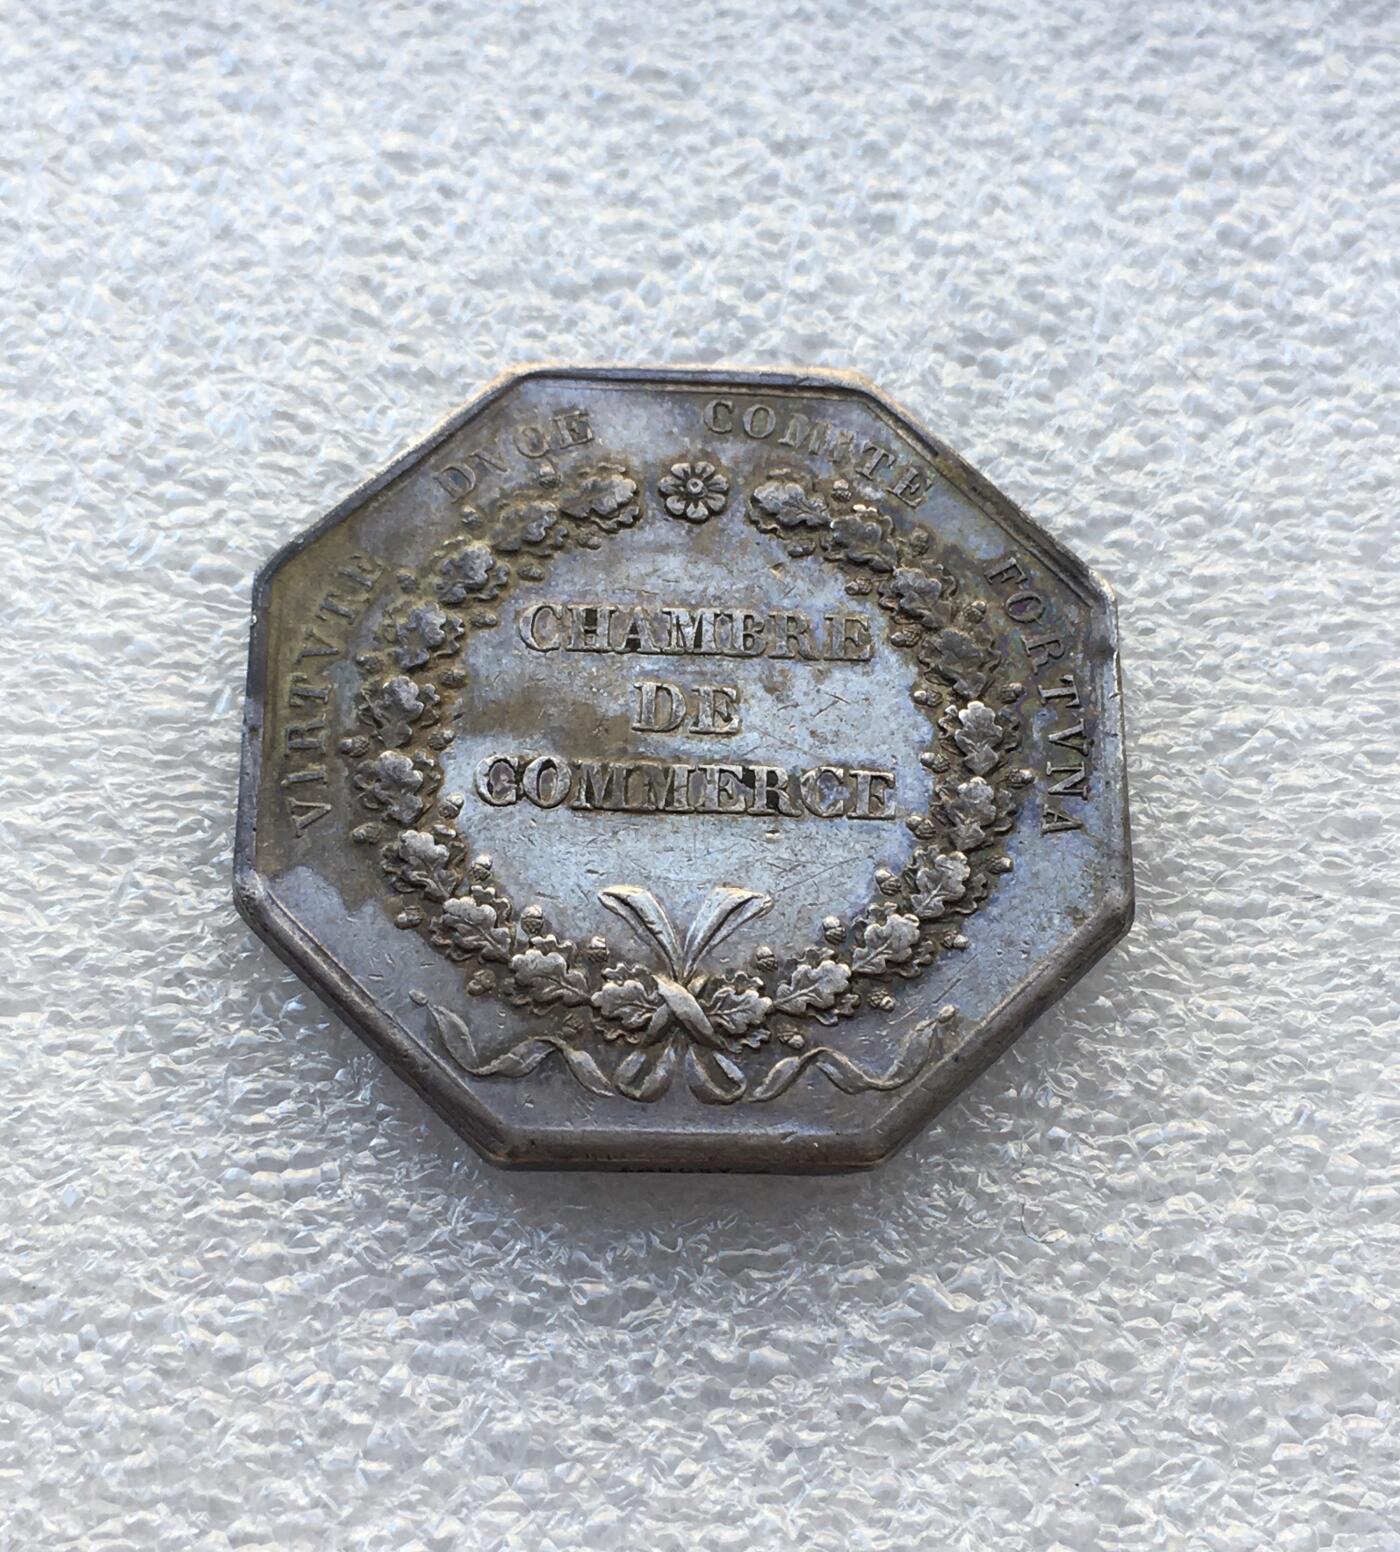 VIRTVTE DVCE COMITE FORTVNA
CHAMBRE
DE
COMMERCE